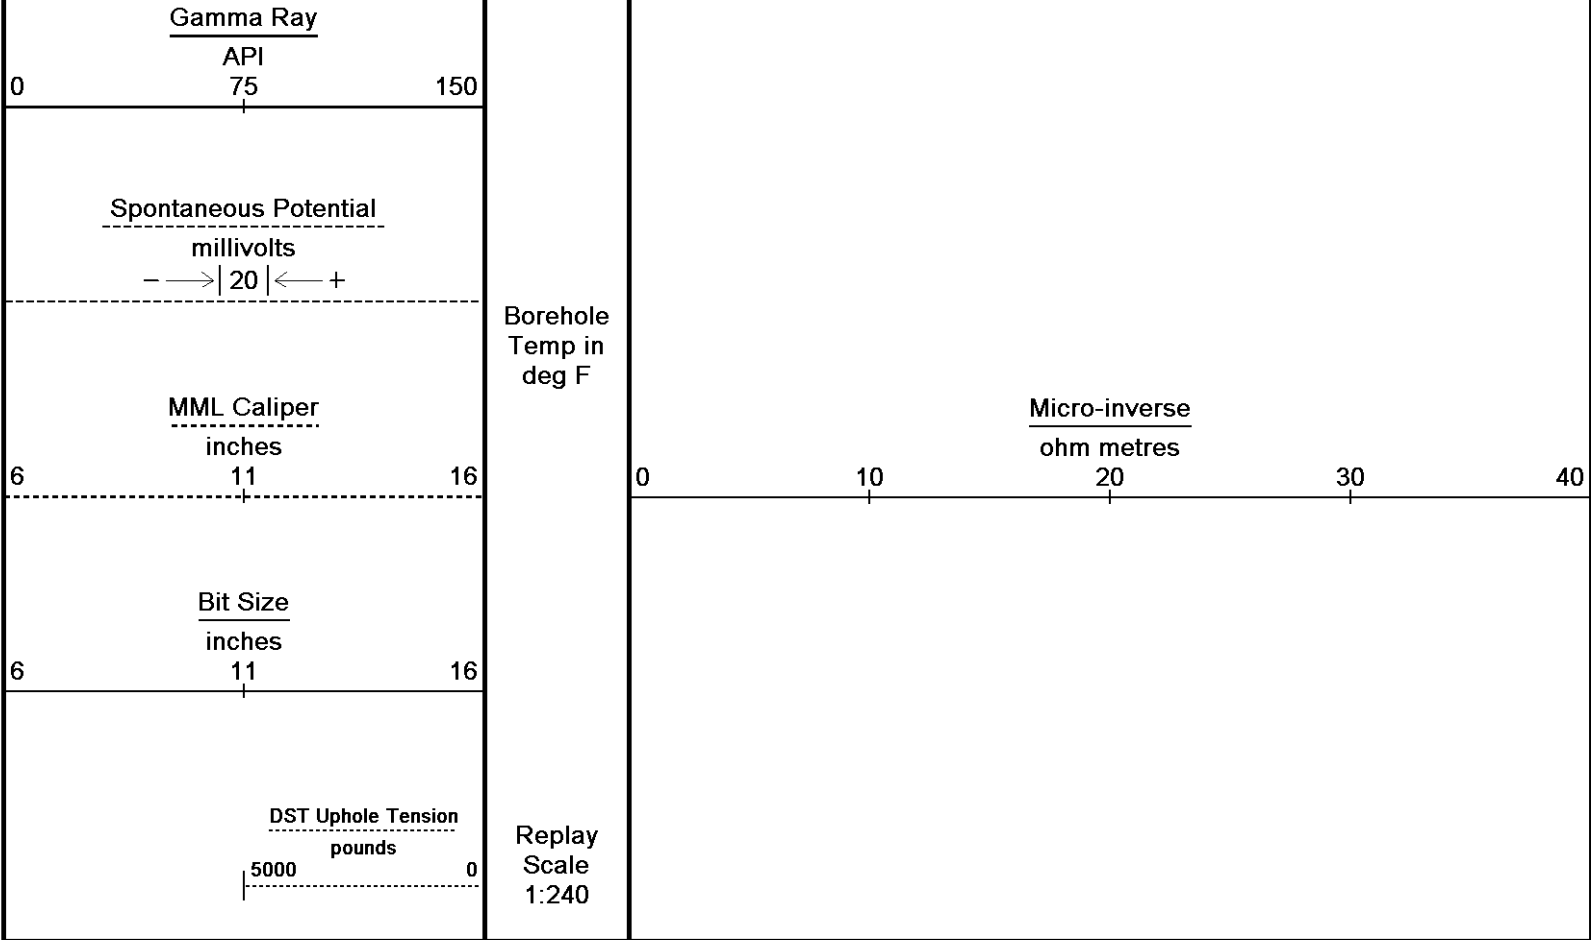 Gamma Ray
API
0 75 150
Spontaneous Potential
millivolts
− 20 +
MML Caliper
inches
6 11 16
Bit Size
inches
6 11 16
DST Uphole Tension
pounds
5000 0
Borehole
Temp in
deg F
Replay
Scale
1:240
Micro-inverse
ohm metres
0 10 20 30 40